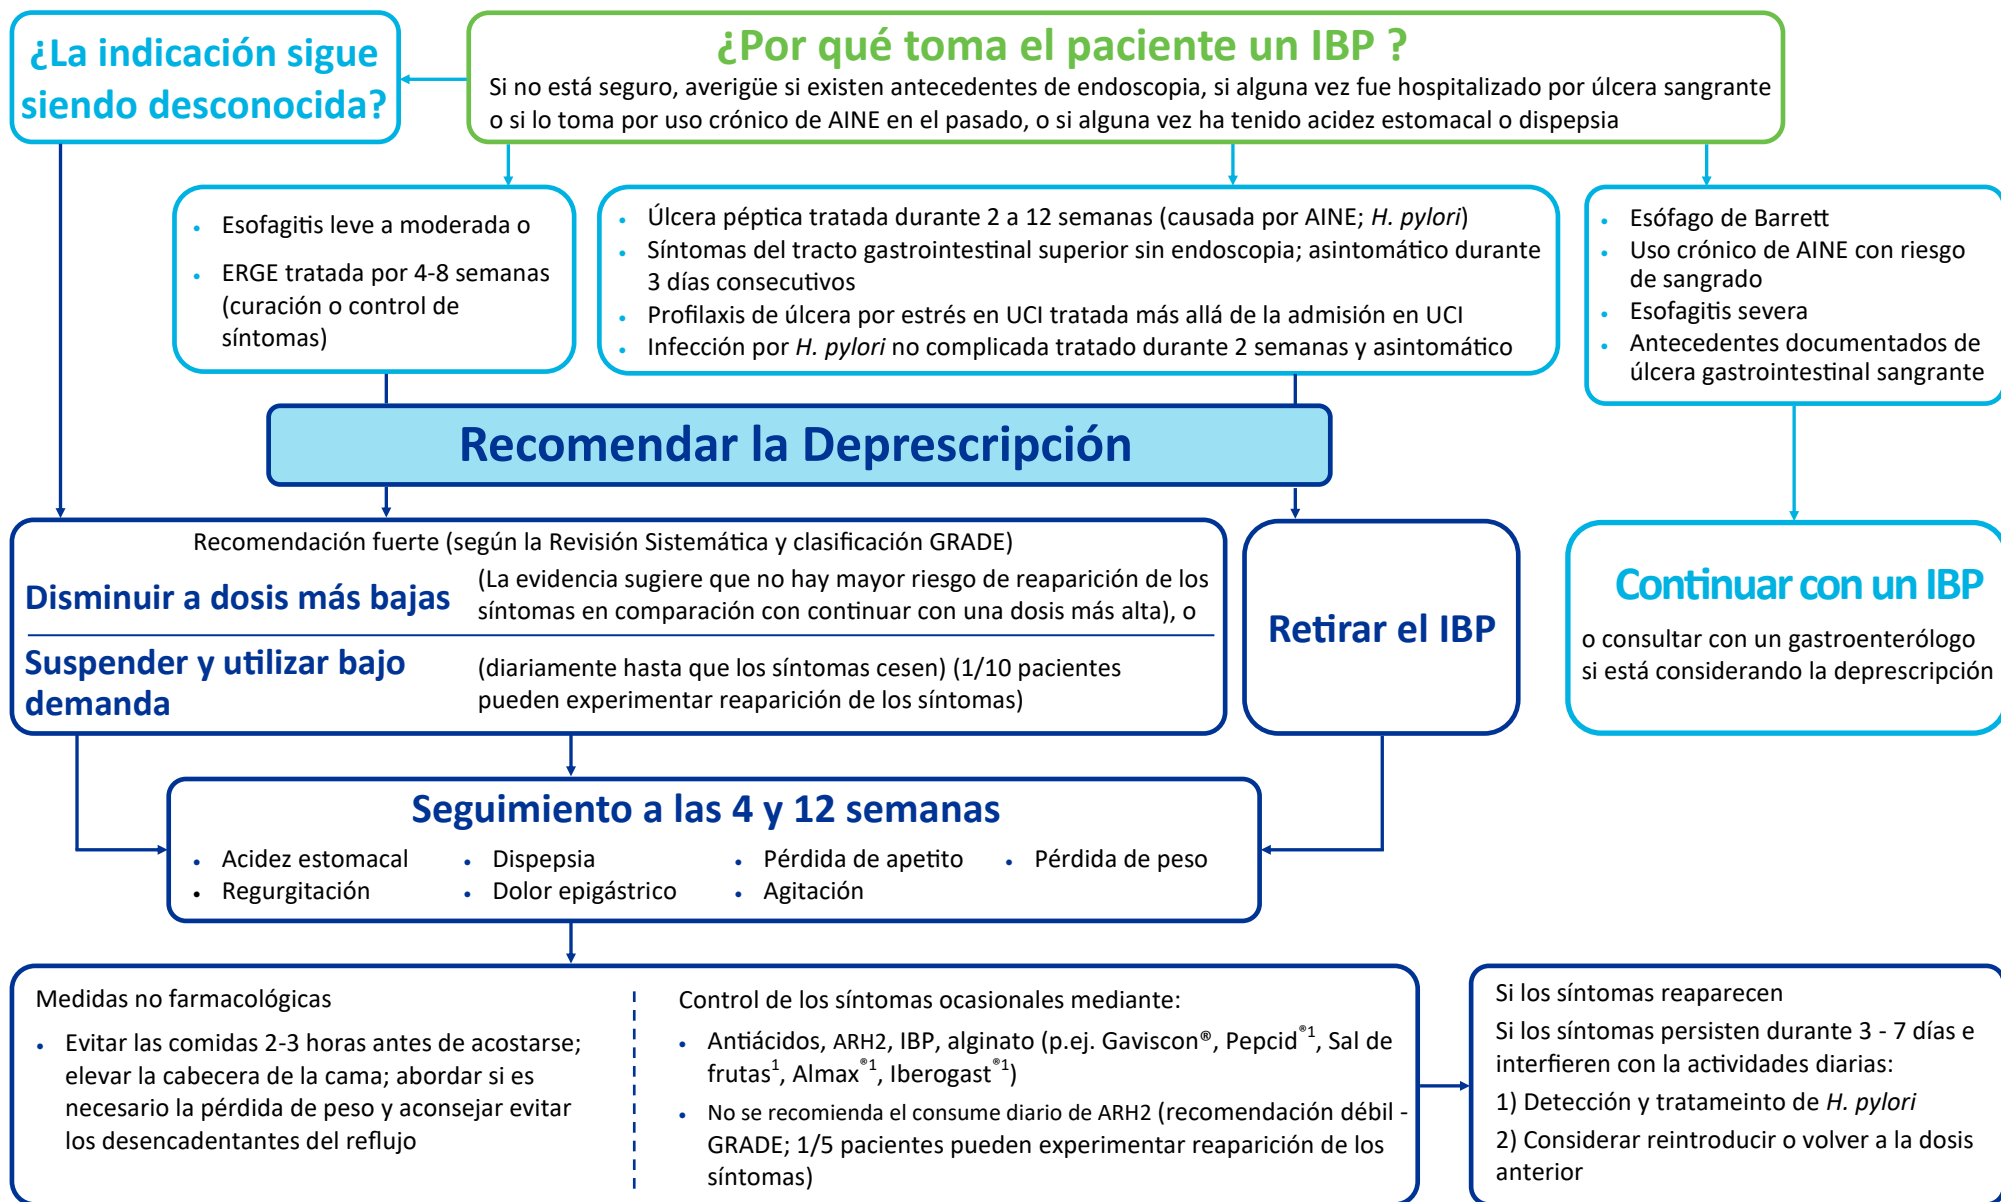 ¿La indicación sigue
siendo desconocida?
¿Por qué toma el paciente un IBP ?
Si no está seguro, averigüe si existen antecedentes de endoscopia, si alguna vez fue hospitalizado por úlcera sangrante
o si lo toma por uso crónico de AINE en el pasado, o si alguna vez ha tenido acidez estomacal o dispepsia
• Esofagitis leve a moderada o
• ERGE tratada por 4-8 semanas
(curación o control de
síntomas)
• Úlcera péptica tratada durante 2 a 12 semanas (causada por AINE; H. pylori)
• Síntomas del tracto gastrointestinal superior sin endoscopia; asintomático durante
3 días consecutivos
• Profilaxis de úlcera por estrés en UCI tratada más allá de la admisión en UCI
• Infección por H. pylori no complicada tratado durante 2 semanas y asintomático
• Esófago de Barrett
• Uso crónico de AINE con riesgo
de sangrado
• Esofagitis severa
• Antecedentes documentados de
úlcera gastrointestinal sangrante
Recomendar la Deprescripción
Recomendación fuerte (según la Revisión Sistemática y clasificación GRADE)
Disminuir a dosis más bajas
(La evidencia sugiere que no hay mayor riesgo de reaparición de los
síntomas en comparación con continuar con una dosis más alta), o
Suspender y utilizar bajo
demanda
(diariamente hasta que los síntomas cesen) (1/10 pacientes
pueden experimentar reaparición de los síntomas)
Retirar el IBP
Continuar con un IBP
o consultar con un gastroenterólogo
si está considerando la deprescripción
Seguimiento a las 4 y 12 semanas
• Acidez estomacal • Dispepsia • Pérdida de apetito • Pérdida de peso
• Regurgitación • Dolor epigástrico • Agitación
Medidas no farmacológicas
• Evitar las comidas 2-3 horas antes de acostarse;
elevar la cabecera de la cama; abordar si es
necesario la pérdida de peso y aconsejar evitar
los desencadentantes del reflujo
Control de los síntomas ocasionales mediante:
• Antiácidos, ARH2, IBP, alginato (p.ej. Gaviscon®, Pepcid®¹, Sal de
frutas¹, Almax®¹, Iberogast®¹)
• No se recomienda el consume diario de ARH2 (recomendación débil -
GRADE; 1/5 pacientes pueden experimentar reaparición de los
síntomas)
Si los síntomas reaparecen
Si los síntomas persisten durante 3 - 7 días e
interfieren con la actividades diarias:
1) Detección y tratameinto de H. pylori
2) Considerar reintroducir o volver a la dosis
anterior